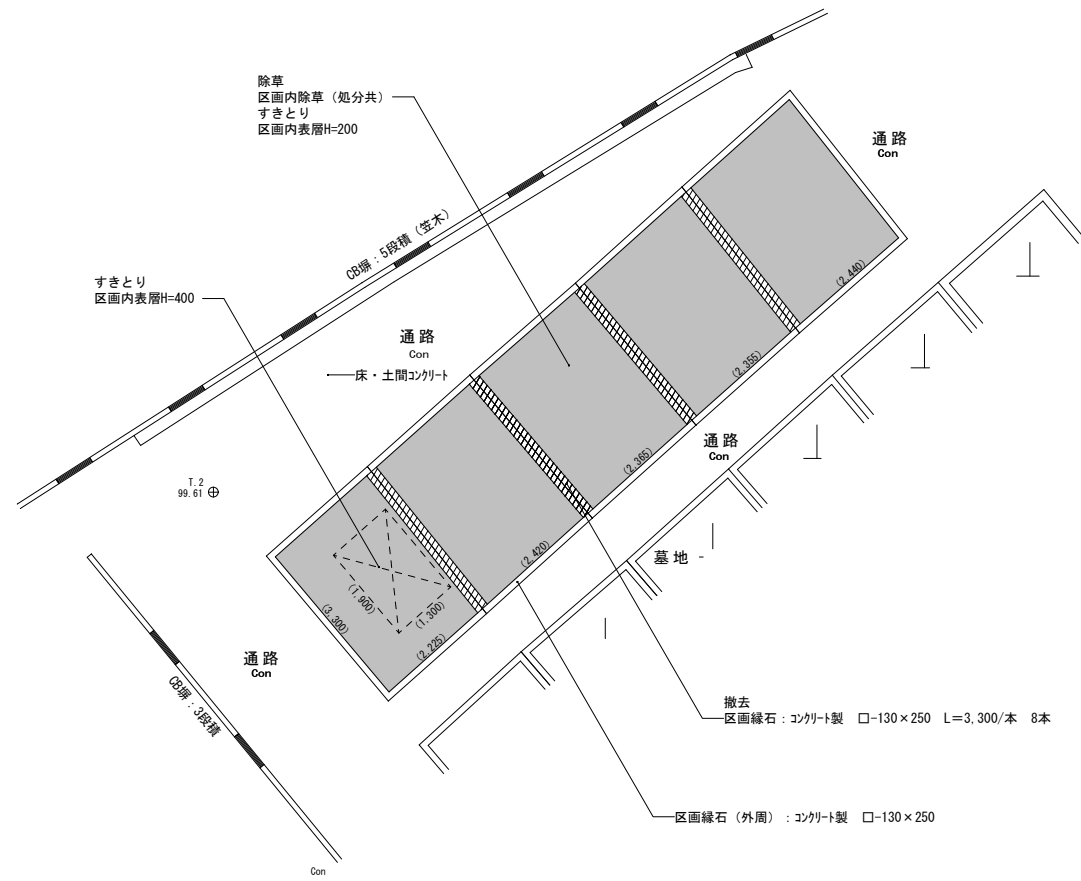 除草
区画内除草（処分共）
すきとり
区画内表層H=200
通路
Con
CB塀：5段積（笠木）
すきとり
区画内表層H=400
通路
Con
床・土間ｺﾝｸﾘｰﾄ
(2,440)
(2,355)
通路
Con
(2,365)
T.2
99.61
(2,420)
墓地
(1,900)
(1,300)
(3,300)
(2,225)
通路
Con
CB塀：3段積
撤去
区画縁石：ｺﾝｸﾘｰﾄ製　□-130×250　L=3,300/本　8本
区画縁石（外周）：ｺﾝｸﾘｰﾄ製　□-130×250
Con